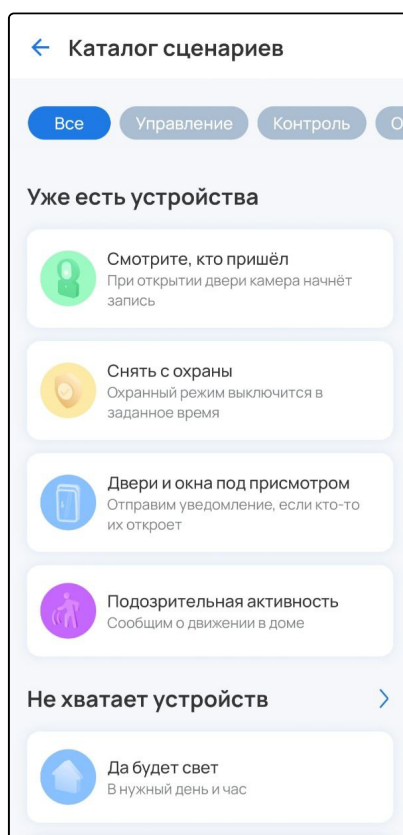 Каталог сценариев
Все Управление Контроль О
Уже есть устройства
Смотрите, кто пришёл
При открытии двери камера начнёт
запись
Снять с охраны
Охранный режим выключится в
заданное время
Двери и окна под присмотром
Отправим уведомление, если кто-то
их откроет
Подозрительная активность
Сообщим о движении в доме
Не хватает устройств
Да будет свет
В нужный день и час